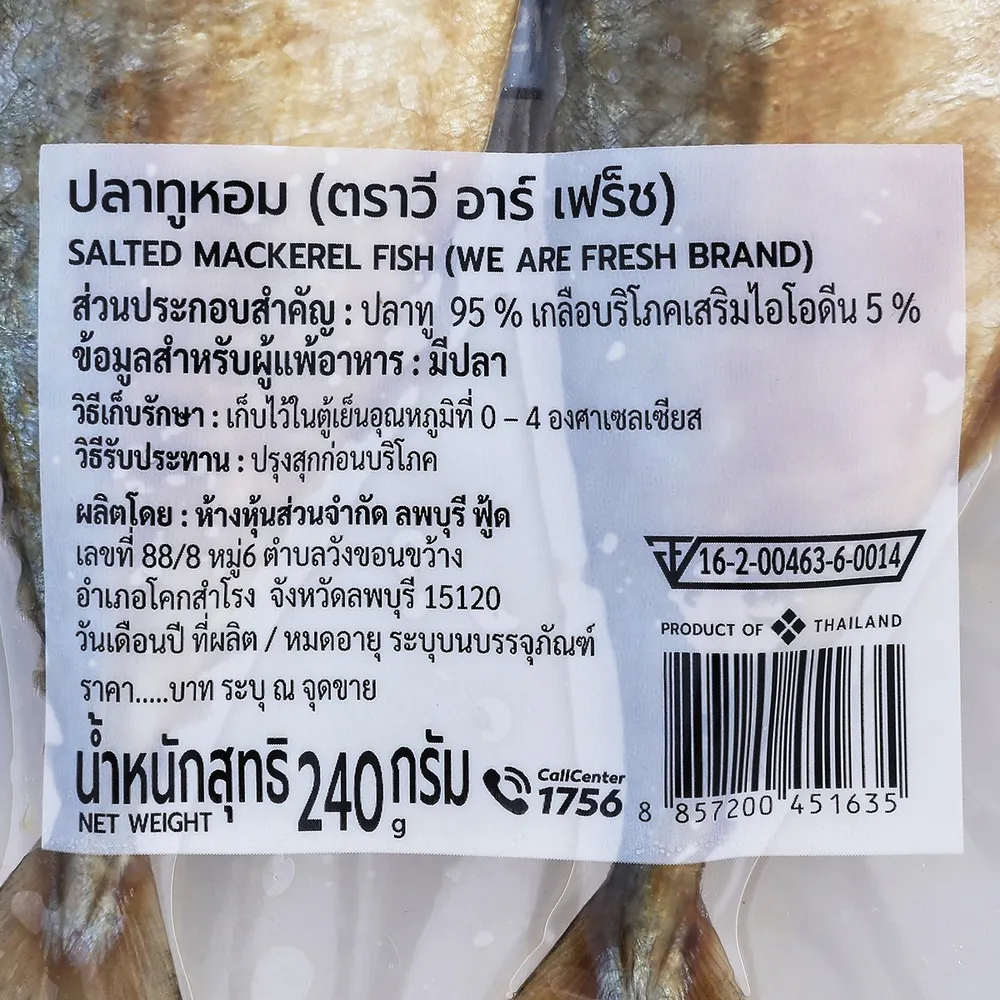 ปลาทูหอม (ตราวี อาร์ เฟร็ช)
SALTED MACKEREL FISH (WE ARE FRESH BRAND)
ส่วนประกอบสำคัญ : ปลาทู 95 % เกลือบริโภคเสริมไอโอดีน 5 %
ข้อมูลสำหรับผู้แพ้อาหาร : มีปลา
วิธีเก็บรักษา : เก็บไว้ในตู้เย็นอุณหภูมิที่ 0 – 4 องศาเซลเซียส
วิธีรับประทาน : ปรุงสุกก่อนบริโภค
ผลิตโดย : ห้างหุ้นส่วนจำกัด ลพบุรี ฟู้ด
เลขที่ 88/8 หมู่6 ตำบลวังขอนขว้าง
อำเภอโคกสำโรง จังหวัดลพบุรี 15120
วันเดือนปี ที่ผลิต / หมดอายุ ระบุบนบรรจุภัณฑ์
ราคา.....บาท ระบุ ณ จุดขาย
น้ำหนักสุทธิ 240 กรัม
NET WEIGHT g
CallCenter
1756
อย 16-2-00463-6-0014
PRODUCT OF THAILAND
8 857200 451635